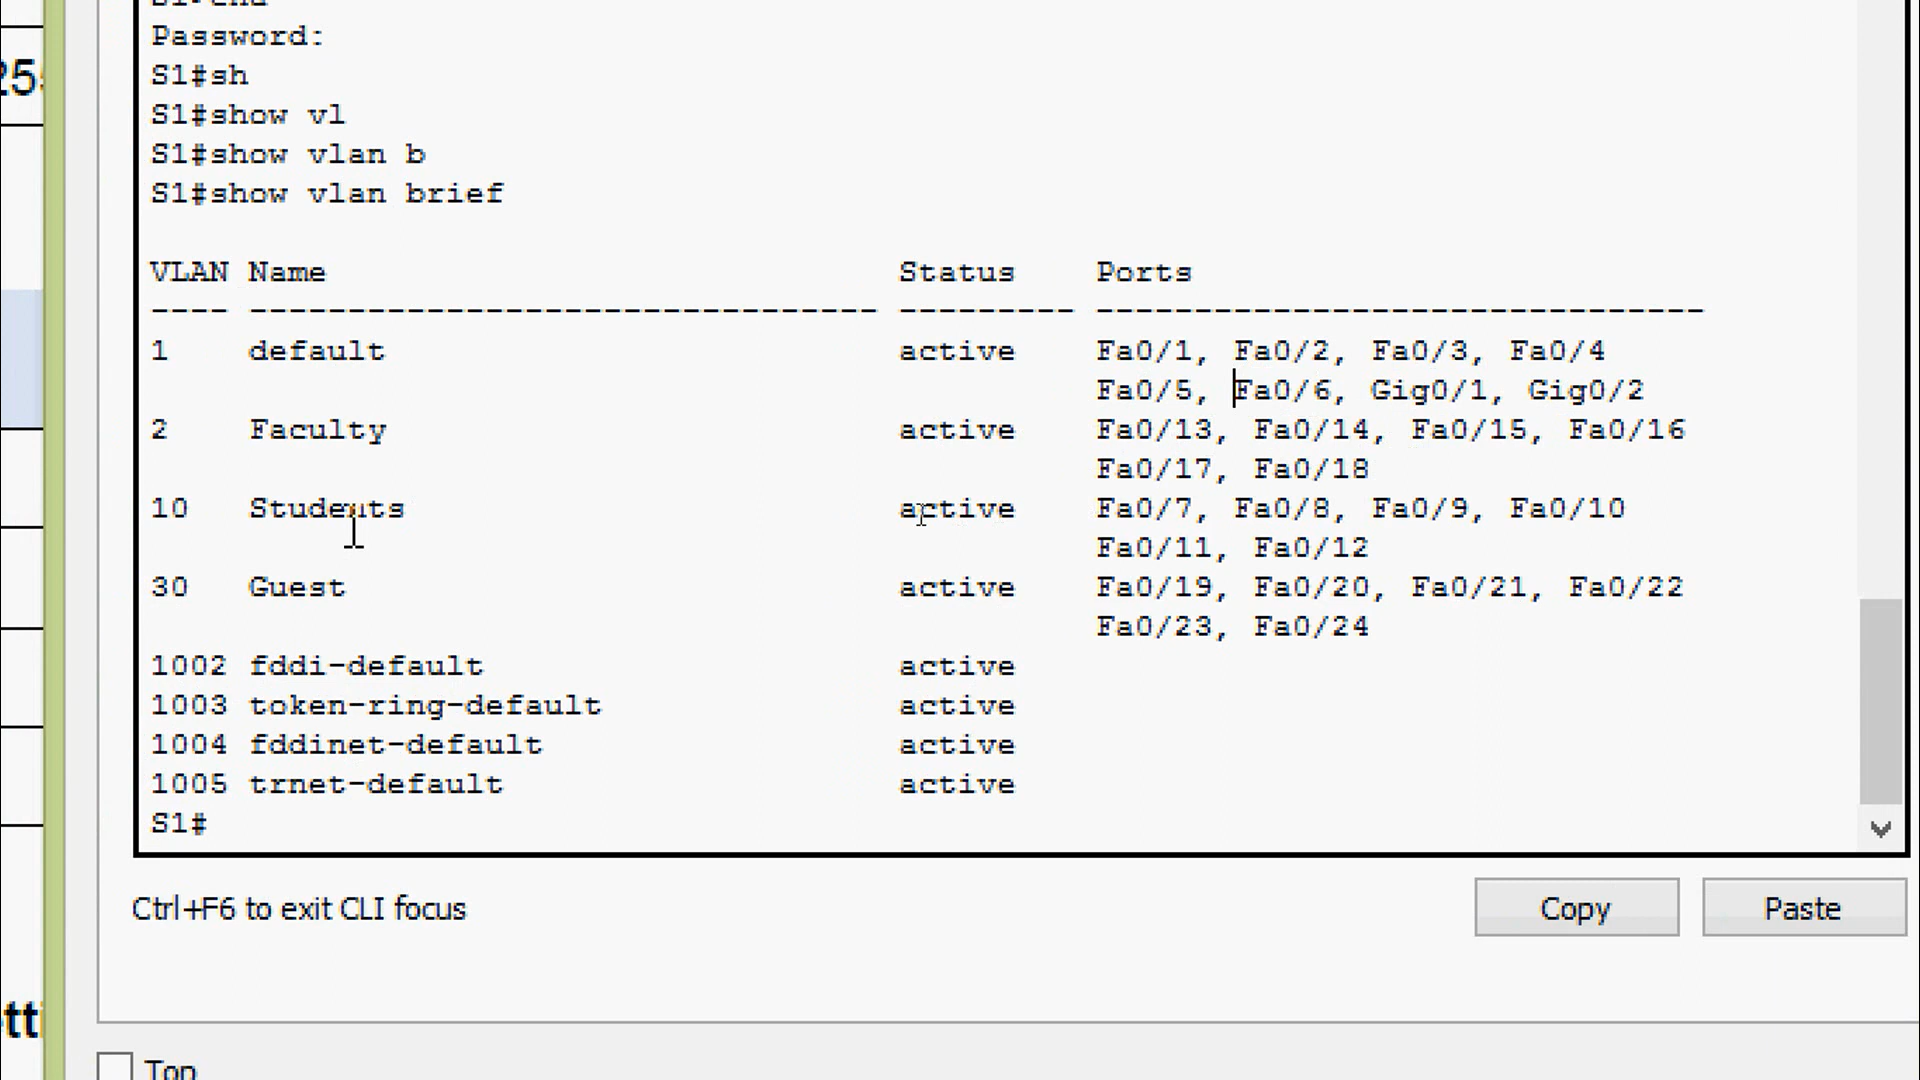 Password:
S1#sh
S1#show vl
S1#show vlan b
S1#show vlan brief
VLAN Name Status Ports
---- -------------------------------- --------- -------------------------------
1 default active Fa0/1, Fa0/2, Fa0/3, Fa0/4
Fa0/5, Fa0/6, Gig0/1, Gig0/2
2 Faculty active Fa0/13, Fa0/14, Fa0/15, Fa0/16
Fa0/17, Fa0/18
10 Students active Fa0/7, Fa0/8, Fa0/9, Fa0/10
Fa0/11, Fa0/12
30 Guest active Fa0/19, Fa0/20, Fa0/21, Fa0/22
Fa0/23, Fa0/24
1002 fddi-default active
1003 token-ring-default active
1004 fddinet-default active
1005 trnet-default active
S1#
Ctrl+F6 to exit CLI focus
Copy
Paste
Top